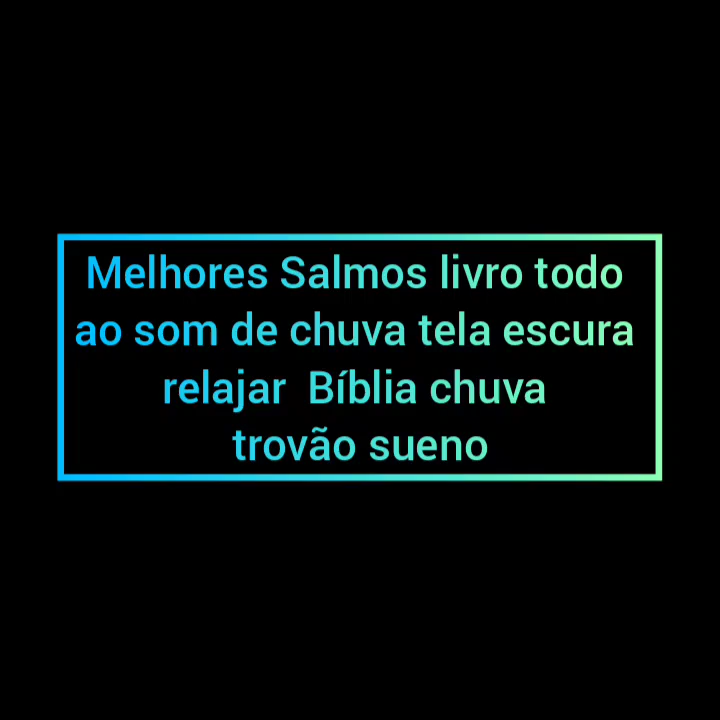 Melhores Salmos livro todo
ao som de chuva tela escura
relajar  Bíblia chuva
trovão sueno